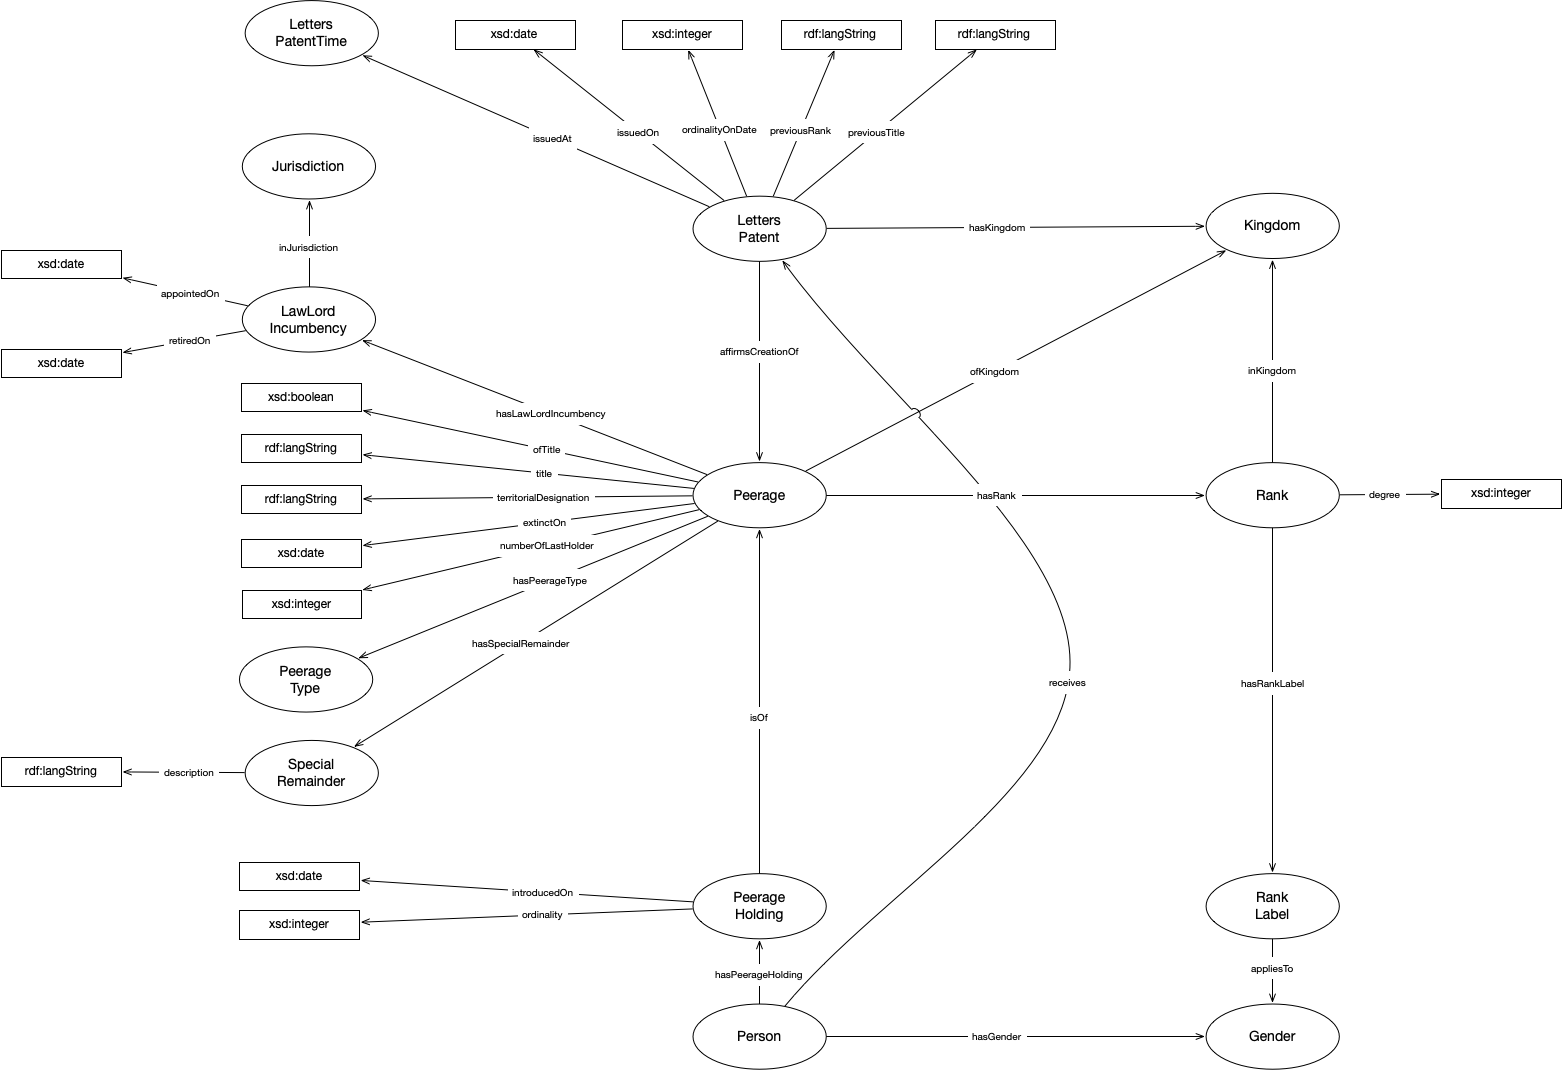 Letters
PatentTime
xsd:date
xsd:integer
rdf:langString
rdf:langString
issuedAt
issuedOn
ordinalityOnDate
previousRank
previousTitle
Jurisdiction
Letters
Patent
hasKingdom
Kingdom
inJurisdiction
xsd:date
appointedOn
LawLord
Incumbency
retiredOn
xsd:date
affirmsCreationOf
ofKingdom
inKingdom
xsd:boolean
hasLawLordIncumbency
rdf:langString
ofTitle
title
rdf:langString
territorialDesignation
Peerage
hasRank
Rank
degree
xsd:integer
extinctOn
xsd:date
numberOfLastHolder
hasPeerageType
xsd:integer
hasSpecialRemainder
Peerage
Type
receives
hasRankLabel
isOf
rdf:langString
description
Special
Remainder
xsd:date
introducedOn
ordinality
xsd:integer
Peerage
Holding
Rank
Label
hasPeerageHolding
appliesTo
Person
hasGender
Gender